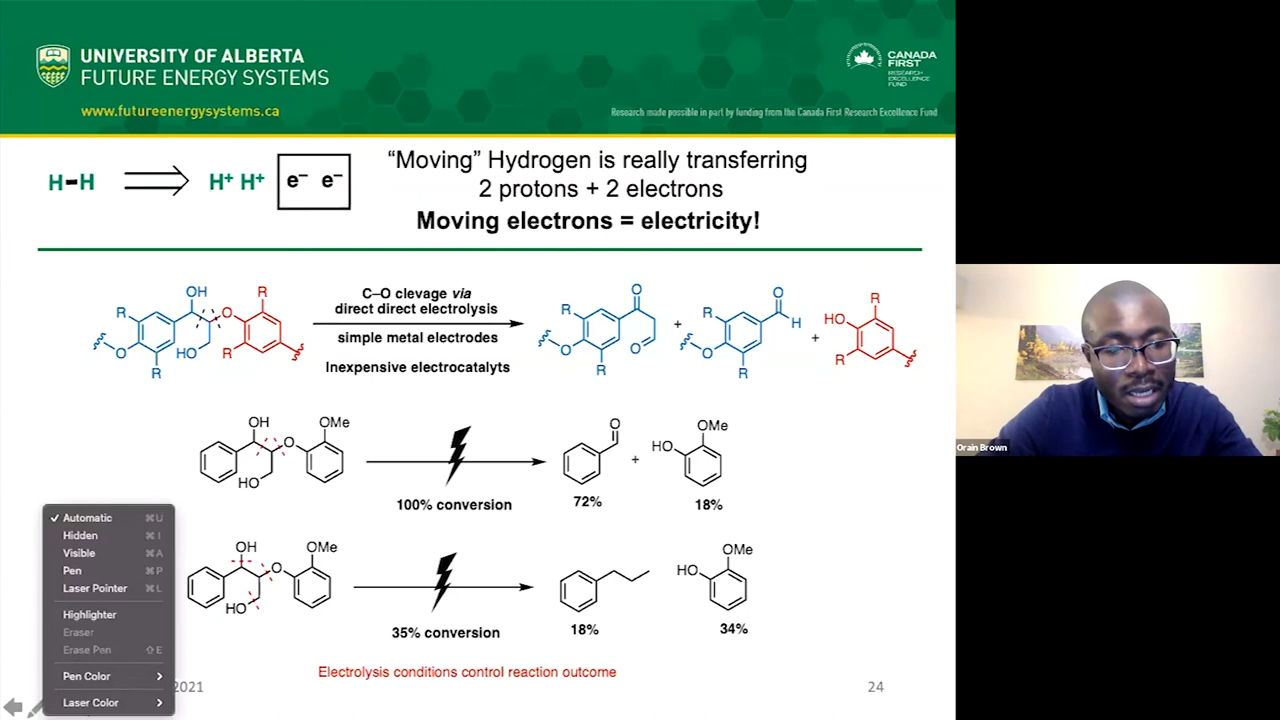 UNIVERSITY OF ALBERTA
FUTURE ENERGY SYSTEMS
www.futureenergysystems.ca
CANADA
FIRST
RESEARCH
EXCELLENCE
FUND
Research made possible in part by funding from the Canada First Research Excellence Fund
H-H
H⁺ H⁺
e⁻ e⁻
“Moving” Hydrogen is really transferring
2 protons + 2 electrons
Moving electrons = electricity!
OH
R
R
O
O
HO
R
R
C–O clevage via
direct direct electrolysis
simple metal electrodes
Inexpensive electrocatalyts
O
R
O
O
R
+
O
R
H
O
R
+
R
HO
R
OH
OMe
O
HO
100% conversion
O
72%
+
OMe
HO
18%
OH
OMe
O
HO
35% conversion
18%
OMe
HO
34%
Electrolysis conditions control reaction outcome
2021
24
Automatic ⌘U
Hidden ⌘I
Visible ⌘A
Pen ⌘P
Laser Pointer ⌘L
Highlighter
Eraser
Erase Pen ⇧E
Pen Color
Laser Color
Orain Brown